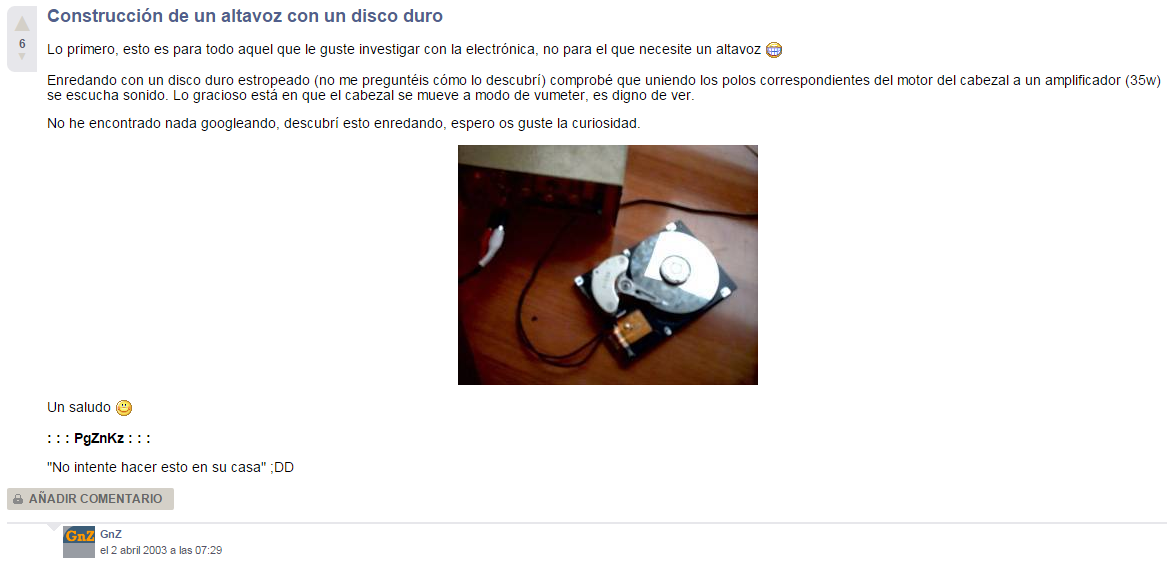 Construcción de un altavoz con un disco duro
6
Lo primero, esto es para todo aquel que le guste investigar con la electrónica, no para el que necesite un altavoz
Enredando con un disco duro estropeado (no me preguntéis cómo lo descubrí) comprobé que uniendo los polos correspondientes del motor del cabezal a un amplificador (35w)
se escucha sonido. Lo gracioso está en que el cabezal se mueve a modo de vumeter, es digno de ver.
No he encontrado nada googleando, descubrí esto enredando, espero os guste la curiosidad.
Un saludo
: : : PgZnKz : : :
"No intente hacer esto en su casa" ;DD
AÑADIR COMENTARIO
GnZ
GnZ
el 2 abril 2003 a las 07:29